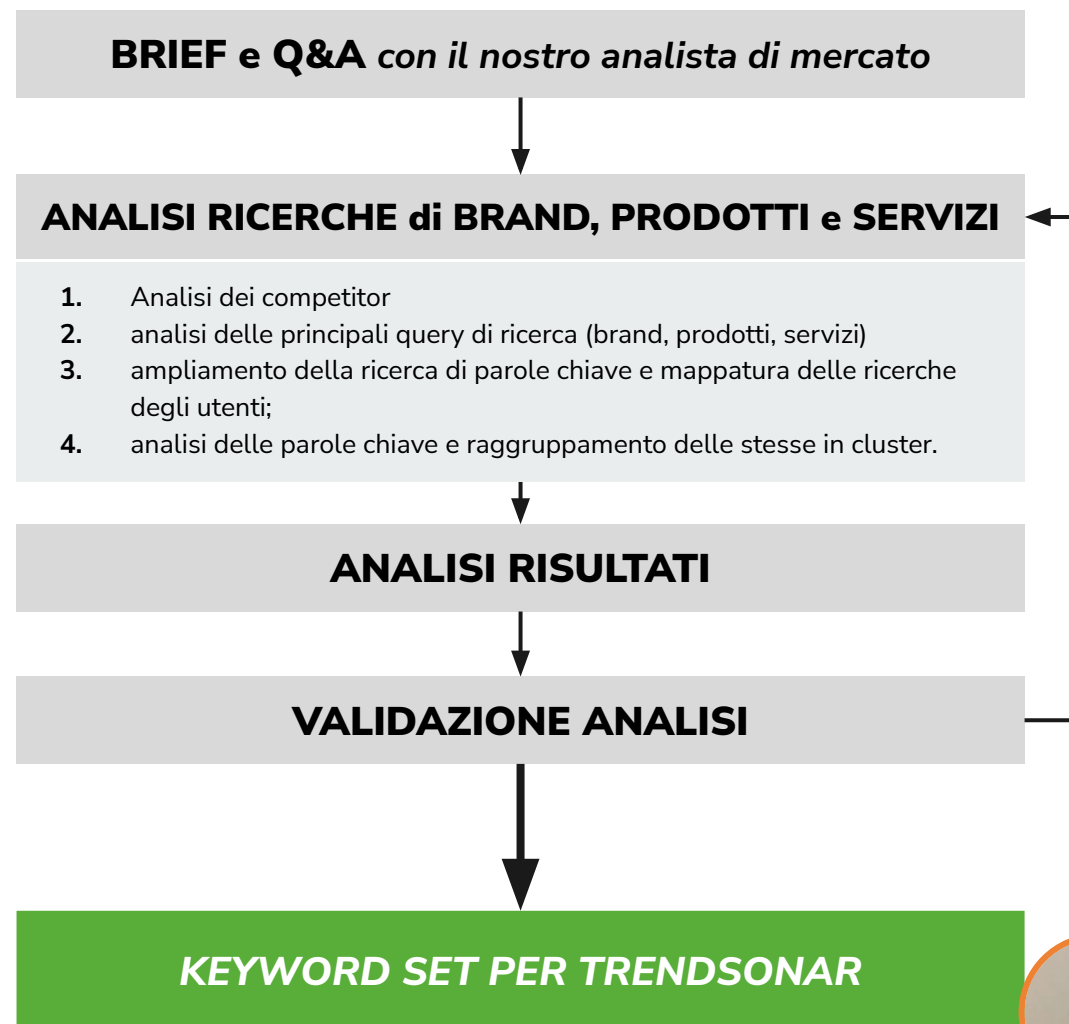 BRIEF e Q&A con il nostro analista di mercato
ANALISI RICERCHE di BRAND, PRODOTTI e SERVIZI
1. Analisi dei competitor
2. analisi delle principali query di ricerca (brand, prodotti, servizi)
3. ampliamento della ricerca di parole chiave e mappatura delle ricerche
degli utenti;
4. analisi delle parole chiave e raggruppamento delle stesse in cluster.
ANALISI RISULTATI
VALIDAZIONE ANALISI
KEYWORD SET PER TRENDSONAR